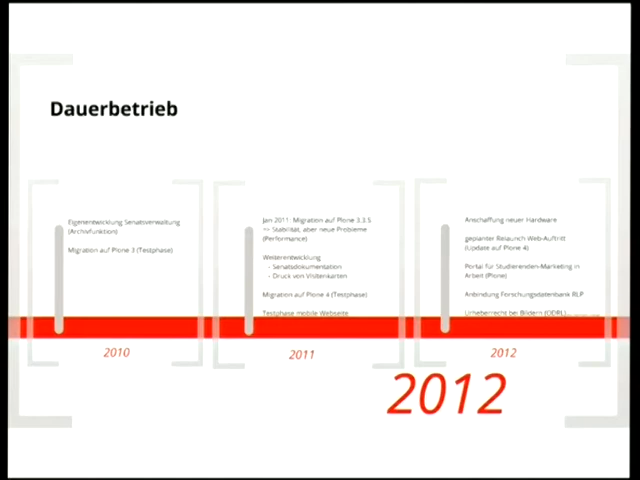 Dauerbetrieb
Eigenentwicklung Senatsverwaltung
(Archivfunktion)
Migration auf Plone 3 (Testphase)
2010
Jan 2011: Migration auf Plone 3.3.5
=> Stabilität, aber neue Probleme
(Performance)
Weiterentwicklung
- Senatsdokumentation
- Druck von Visitenkarten
Migration auf Plone 4 (Testphase)
Testphase mobile Webseite
2011
Anschaffung neuer Hardware
geplanter Relaunch Web-Auftritt
(Update auf Plone 4)
Portal für Studierenden-Marketing in
Arbeit (Plone)
Anbindung Forschungsdatenbank
Urheberrecht bei Bildern (ODRL)...
2012
2012